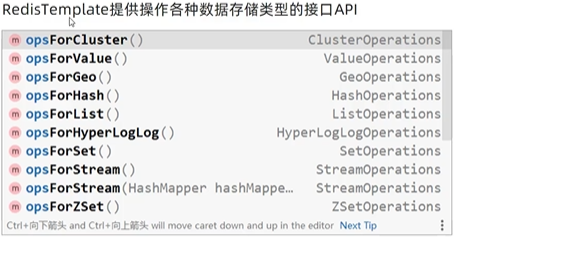 RedisTemplate提供操作各种数据存储类型的接口API
m opsForCluster() ClusterOperations
m opsForValue() ValueOperations
m opsForGeo() GeoOperations
m opsForHash() HashOperations
m opsForList() ListOperations
m opsForHyperLogLog() HyperLogLogOperations
m opsForSet() SetOperations
m opsForStream() StreamOperations
m opsForStream(HashMapper hashMappe… StreamOperations
m opsForZSet() ZSetOperations
Ctrl+向下箭头 and Ctrl+向上箭头 will move caret down and up in the editor Next Tip